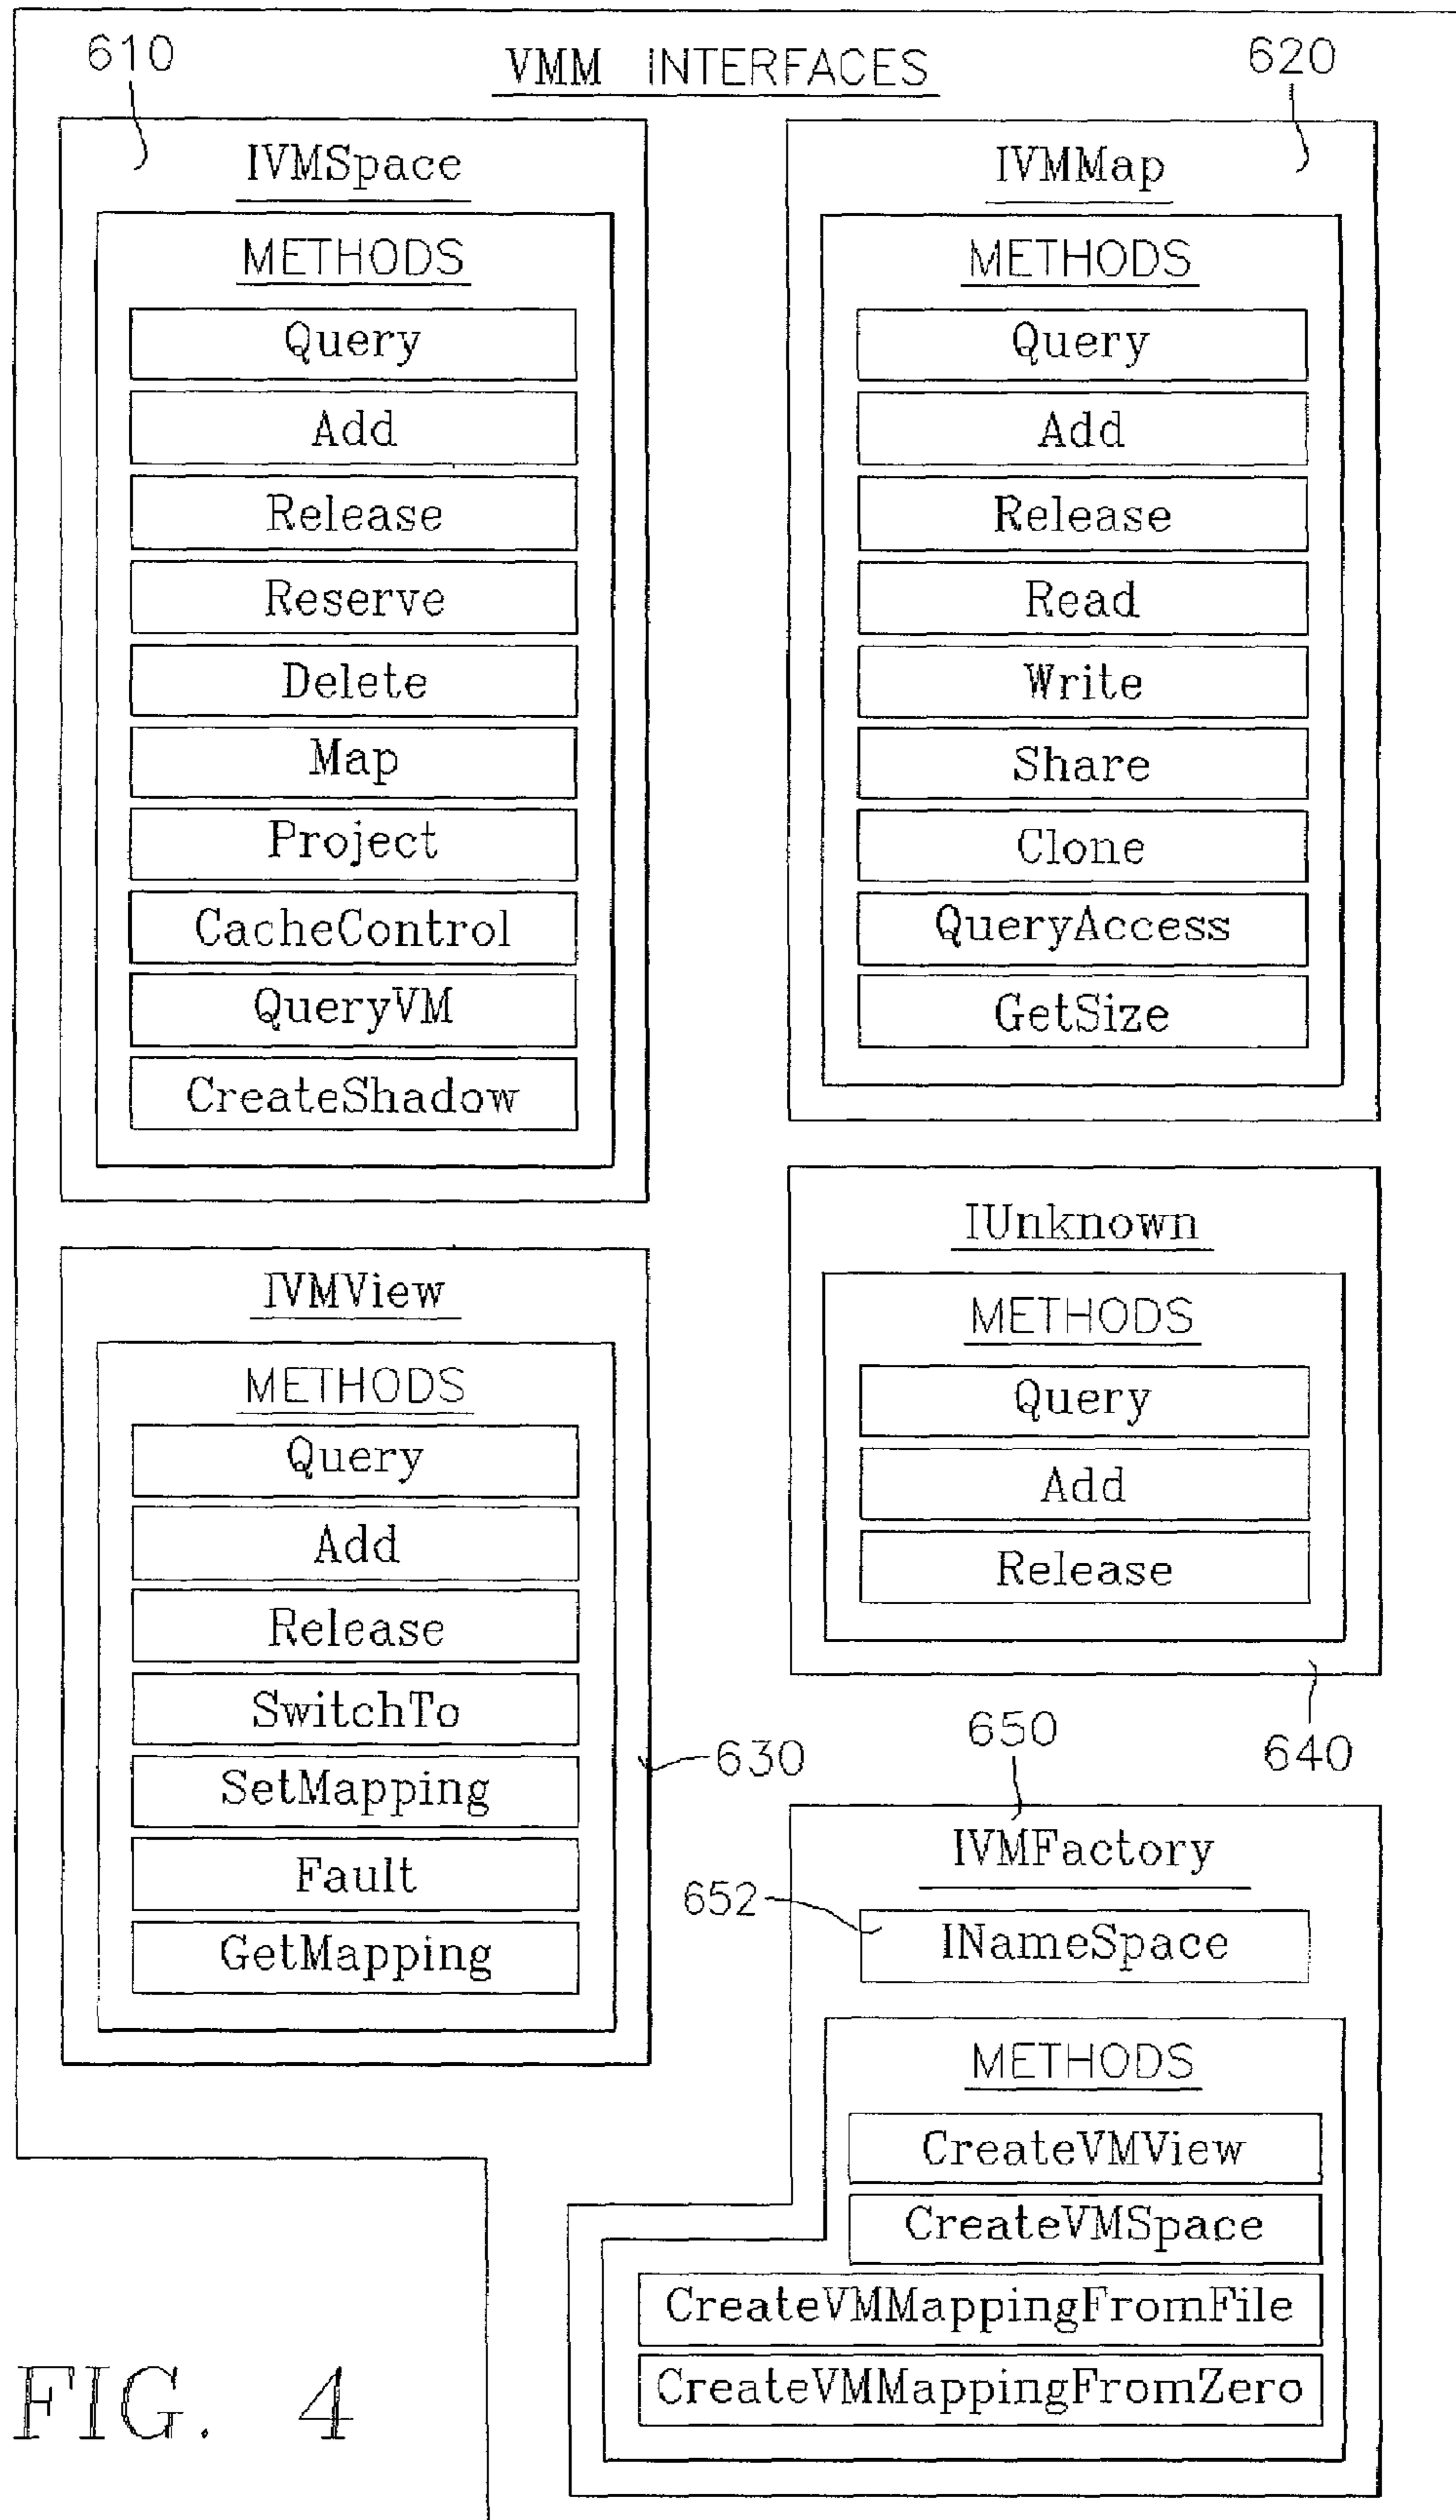 VMM INTERFACES
610
IVMSpace
METHODS
Query
Add
Release
Reserve
Delete
Map
Project
CacheControl
QueryVM
CreateShadow
620
IVMMap
METHODS
Query
Add
Release
Read
Write
Share
Clone
QueryAccess
GetSize
IVMView
METHODS
Query
Add
Release
SwitchTo
SetMapping
Fault
GetMapping
630
IUnknown
METHODS
Query
Add
Release
640
650
IVMFactory
652
INameSpace
METHODS
CreateVMView
CreateVMSpace
CreateVMMappingFromFile
CreateVMMappingFromZero
FIG. 4